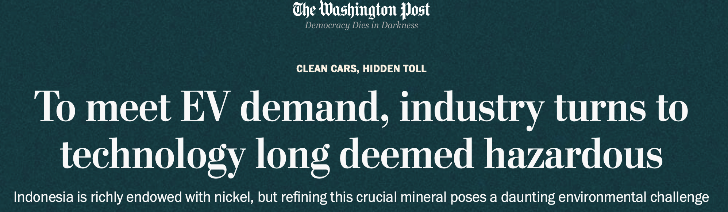 The Washington Post
Democracy Dies in Darkness
CLEAN CARS, HIDDEN TOLL
To meet EV demand, industry turns to
technology long deemed hazardous
Indonesia is richly endowed with nickel, but refining this crucial mineral poses a daunting environmental challenge